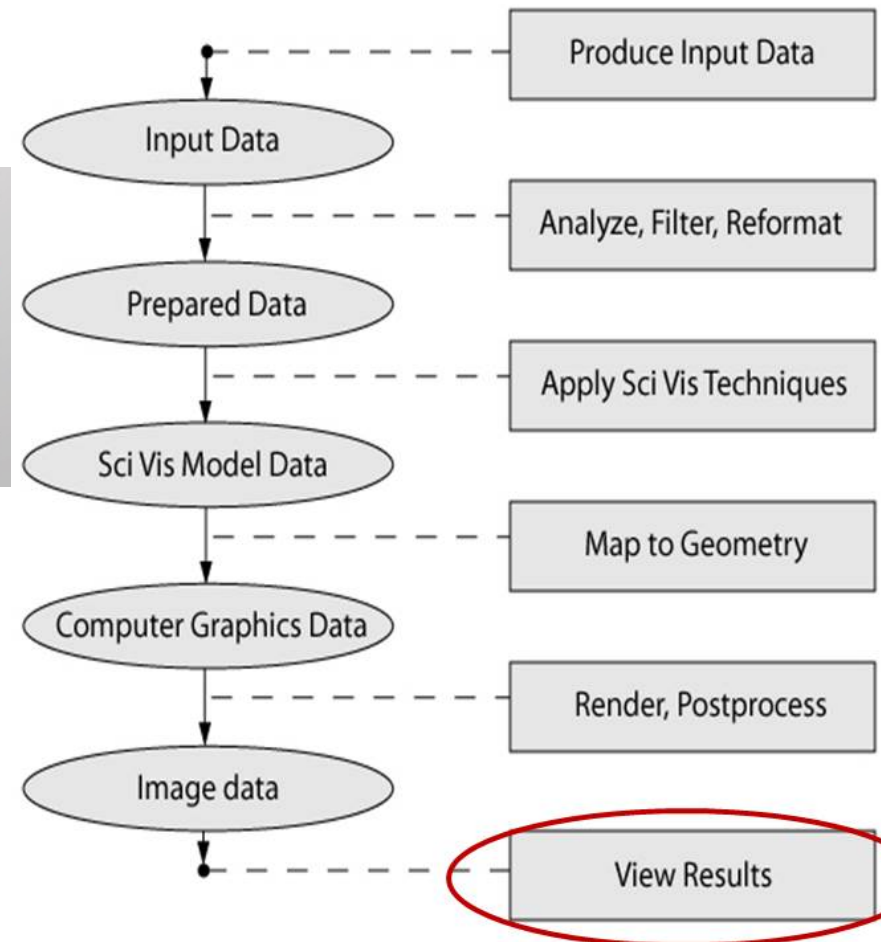 Produce Input Data
Input Data
Analyze, Filter, Reformat
Prepared Data
Apply Sci Vis Techniques
Sci Vis Model Data
Map to Geometry
Computer Graphics Data
Render, Postprocess
Image data
View Results